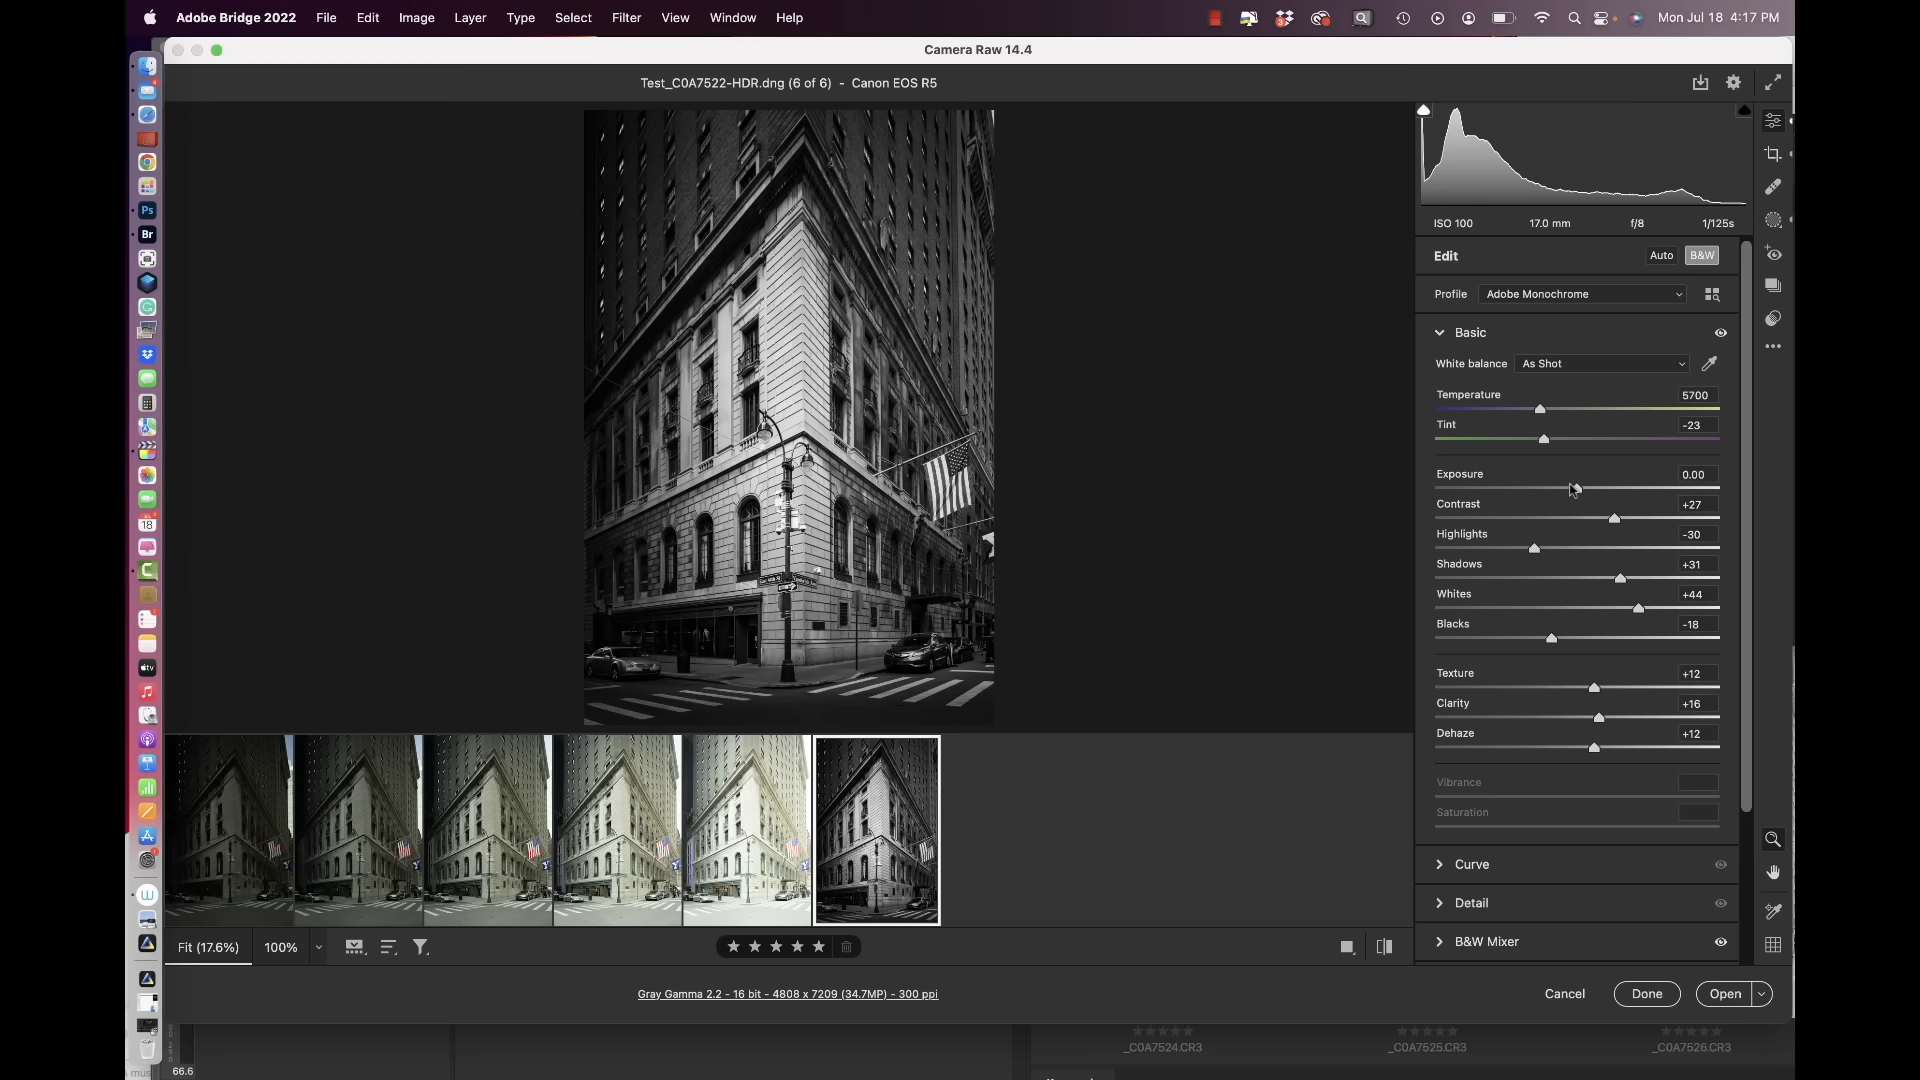 Adobe Bridge 2022 File Edit Image Layer Type Select Filter View Window Help Mon Jul 18 4:17 PM
Camera Raw 14.4
Test_C0A7522-HDR.dng (6 of 6) - Canon EOS R5
ISO 100 17.0 mm f/8 1/125s
Edit Auto B&W
Profile Adobe Monochrome
Basic
White balance As Shot
Temperature 5700
Tint -23
Exposure 0.00
Contrast +27
Highlights -30
Shadows +31
Whites +44
Blacks -18
Texture +12
Clarity +16
Dehaze +12
Vibrance
Saturation
Curve
Detail
B&W Mixer
Ps
Br
tv
18
Fit (17.6%) 100%
Gray Gamma 2.2 - 16 bit - 4808 x 7209 (34.7MP) - 300 ppi
Cancel Done Open
_C0A7524.CR3 _C0A7525.CR3 _C0A7526.CR3
66.6